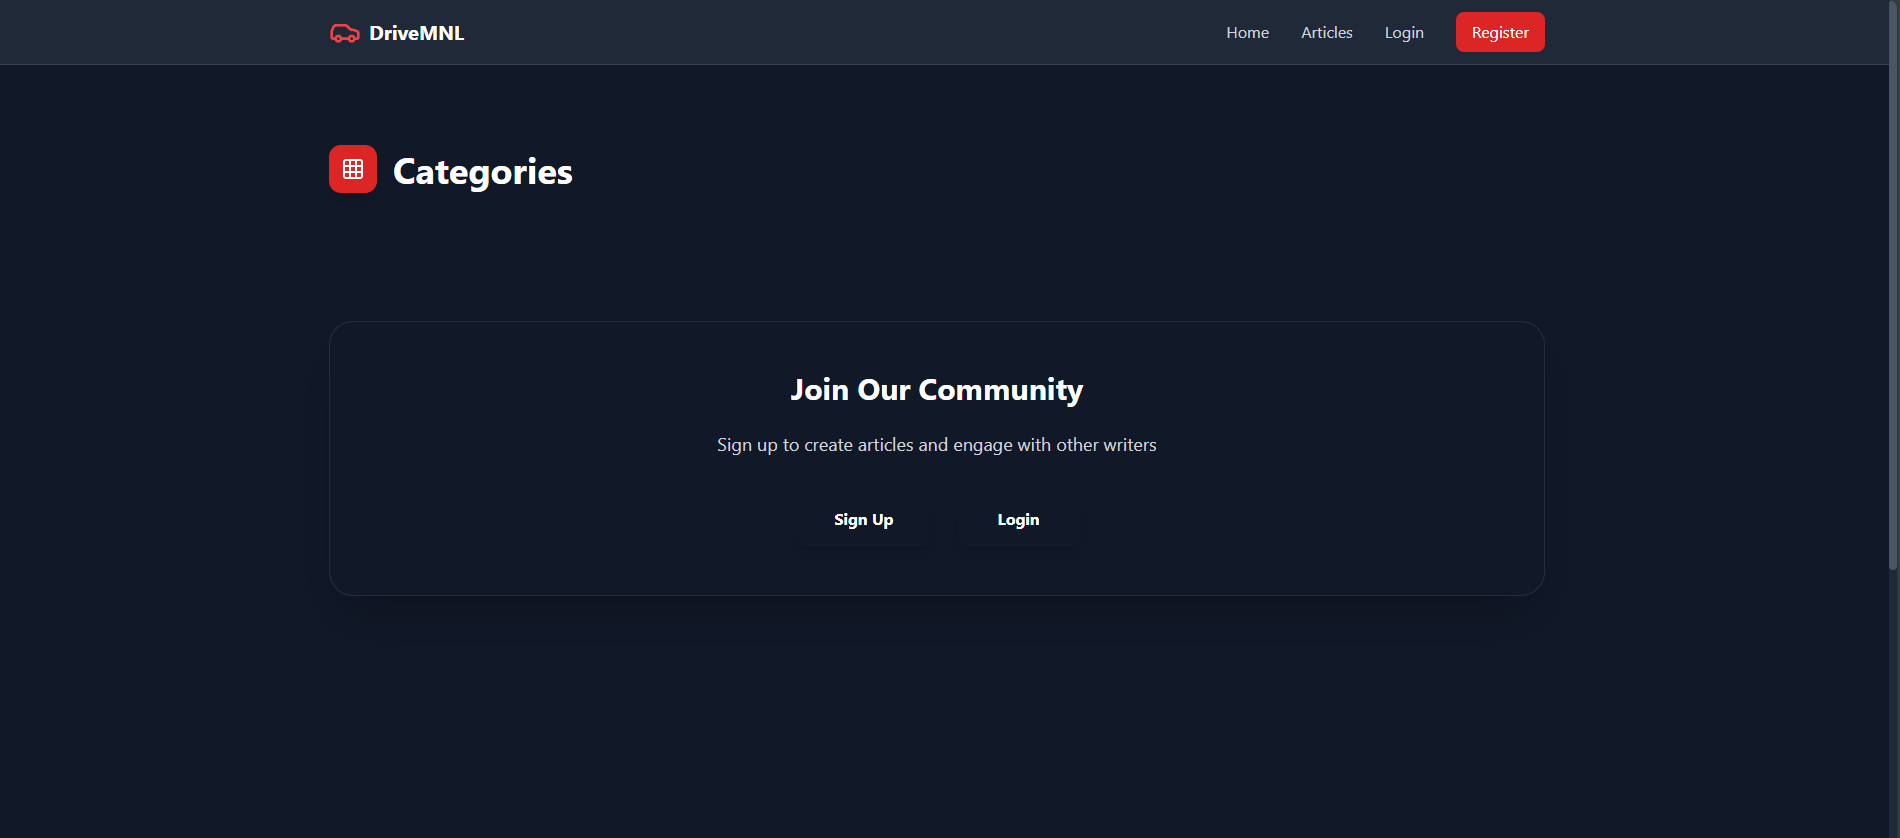 DriveMNL
Home Articles Login Register
Categories
Join Our Community
Sign up to create articles and engage with other writers
Sign Up Login